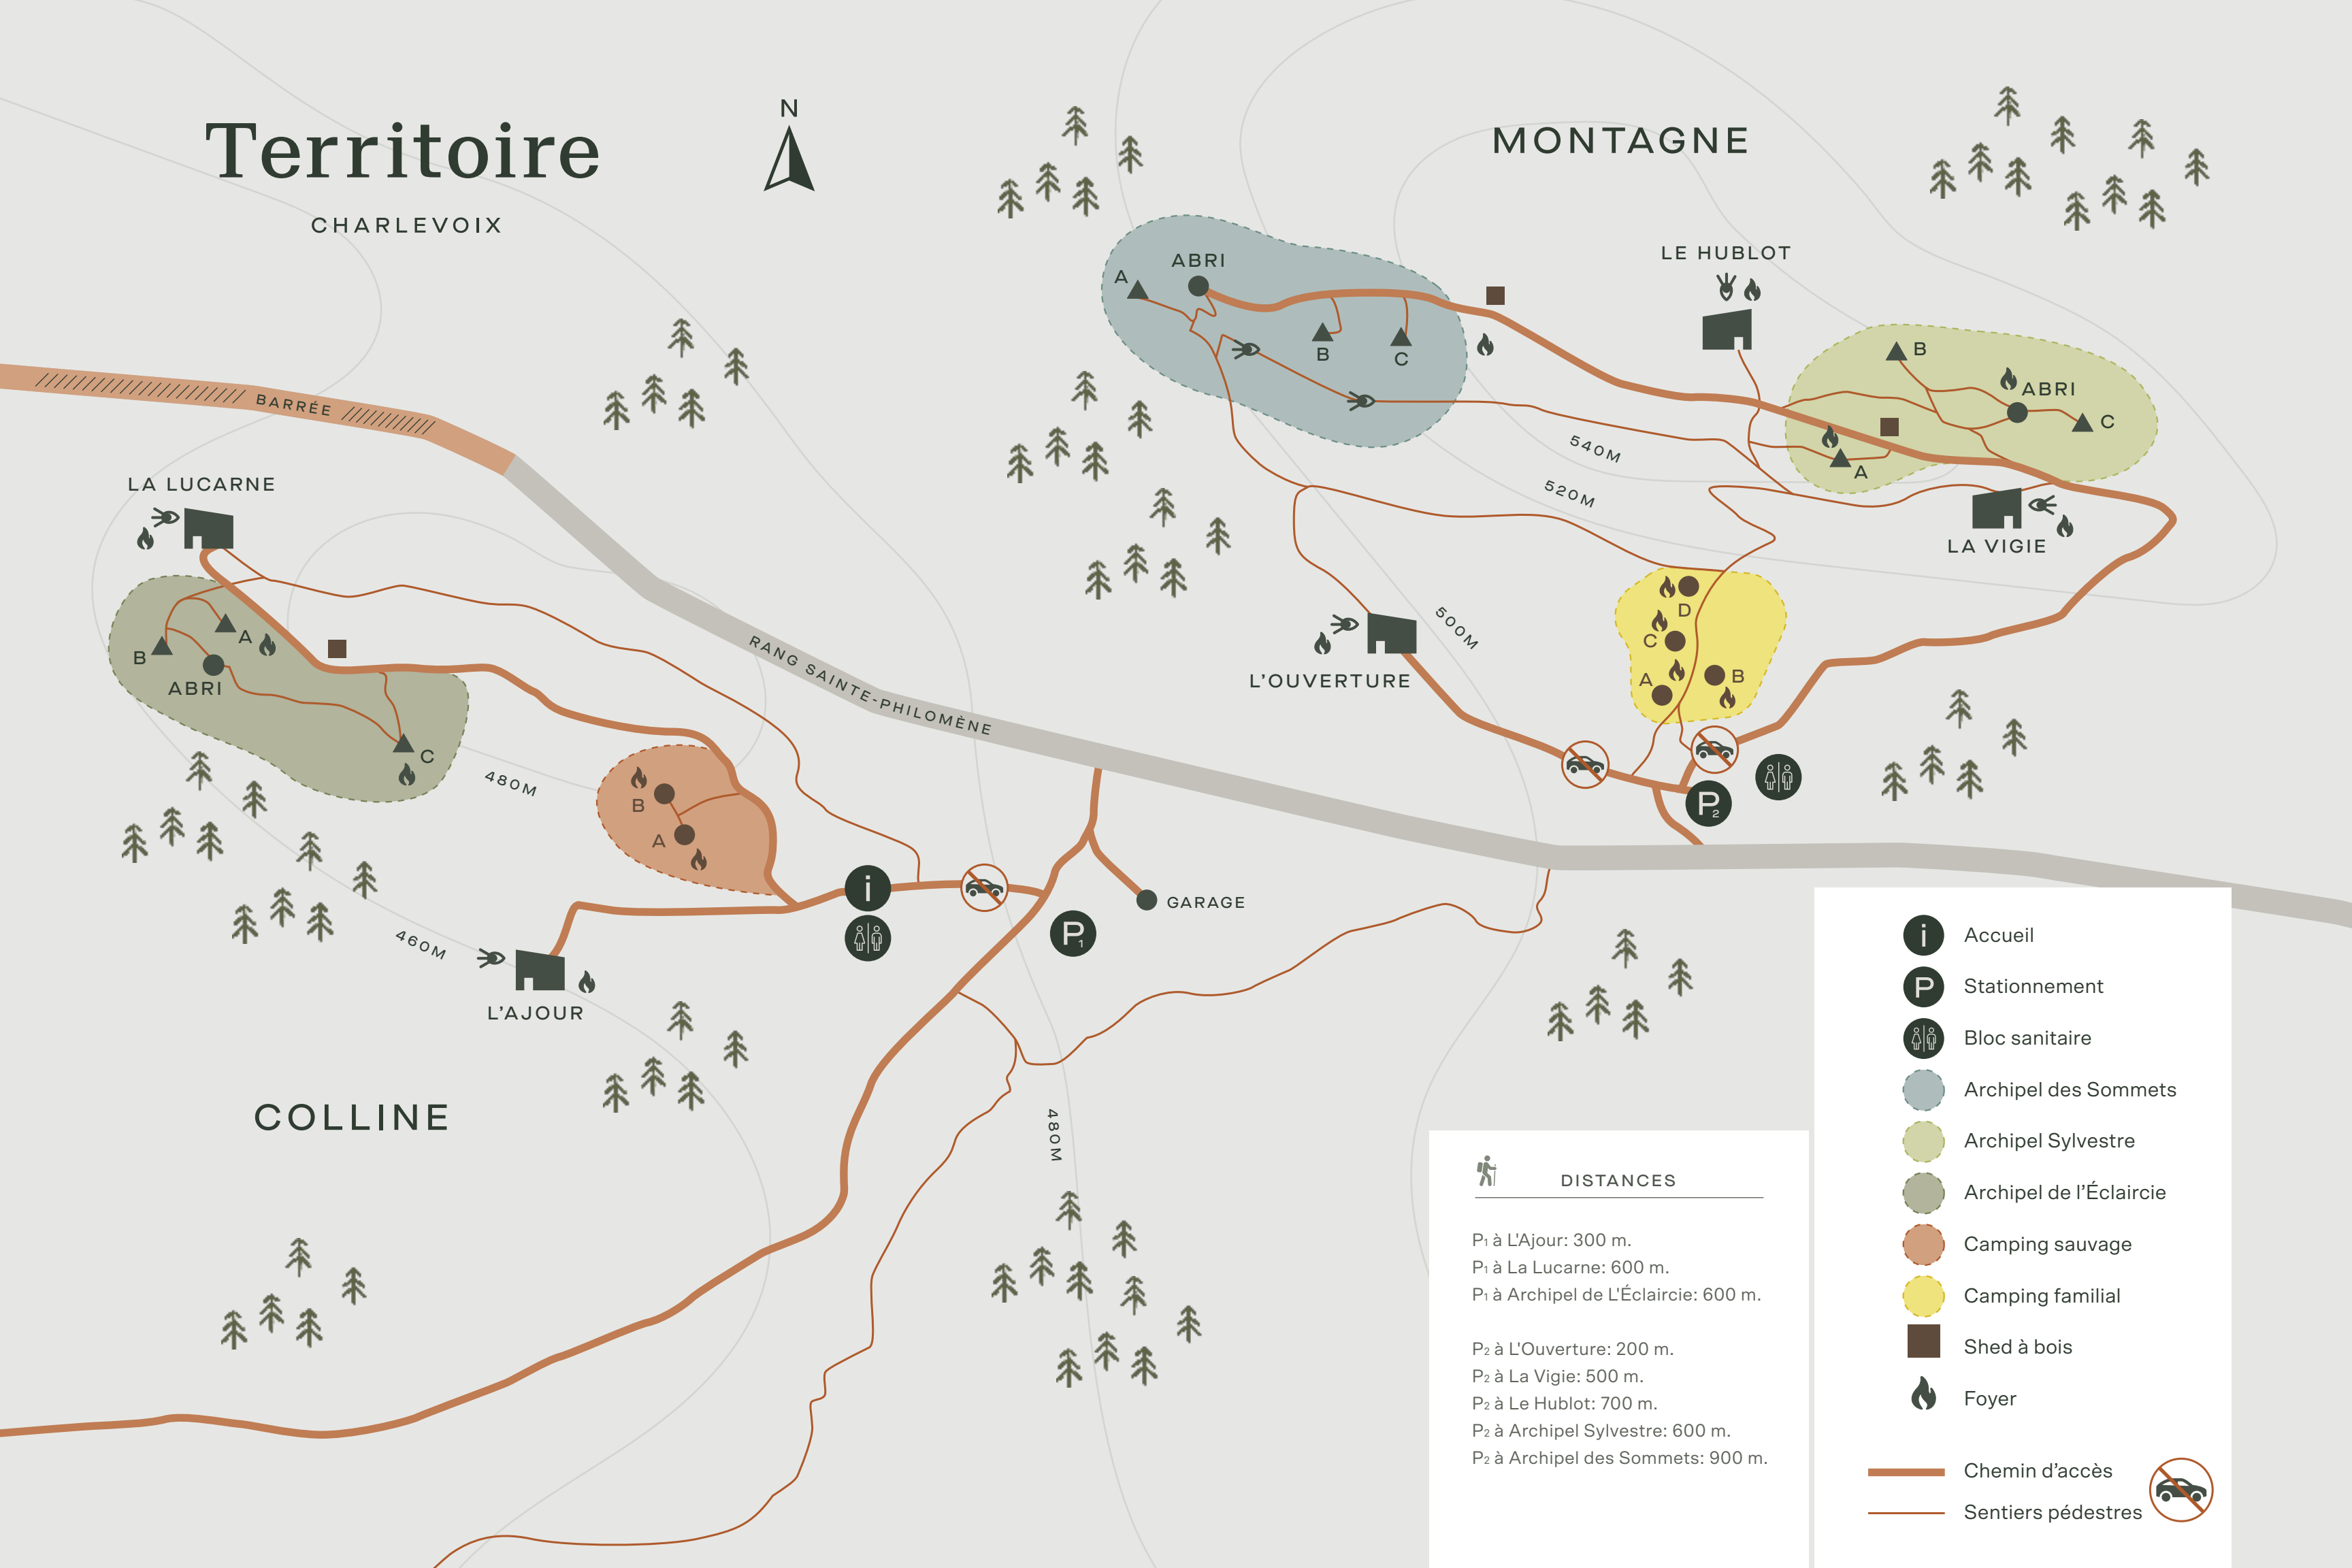 Territoire
CHARLEVOIX
N
MONTAGNE
LE HUBLOT
ABRI
A
B
C
B
ABRI
C
A
540M
520M
LA VIGIE
BARRÉE
LA LUCARNE
A
B
ABRI
C
RANG SAINTE-PHILOMÈNE
500M
L'OUVERTURE
D
C
B
A
480M
B
A
P2
i
P1
GARAGE
460M
L'AJOUR
COLLINE
480M
DISTANCES
P1 à L'Ajour: 300 m.
P1 à La Lucarne: 600 m.
P1 à Archipel de L'Éclaircie: 600 m.
P2 à L'Ouverture: 200 m.
P2 à La Vigie: 500 m.
P2 à Le Hublot: 700 m.
P2 à Archipel Sylvestre: 600 m.
P2 à Archipel des Sommets: 900 m.
i Accueil
P Stationnement
Bloc sanitaire
Archipel des Sommets
Archipel Sylvestre
Archipel de l'Éclaircie
Camping sauvage
Camping familial
Shed à bois
Foyer
Chemin d'accès
Sentiers pédestres